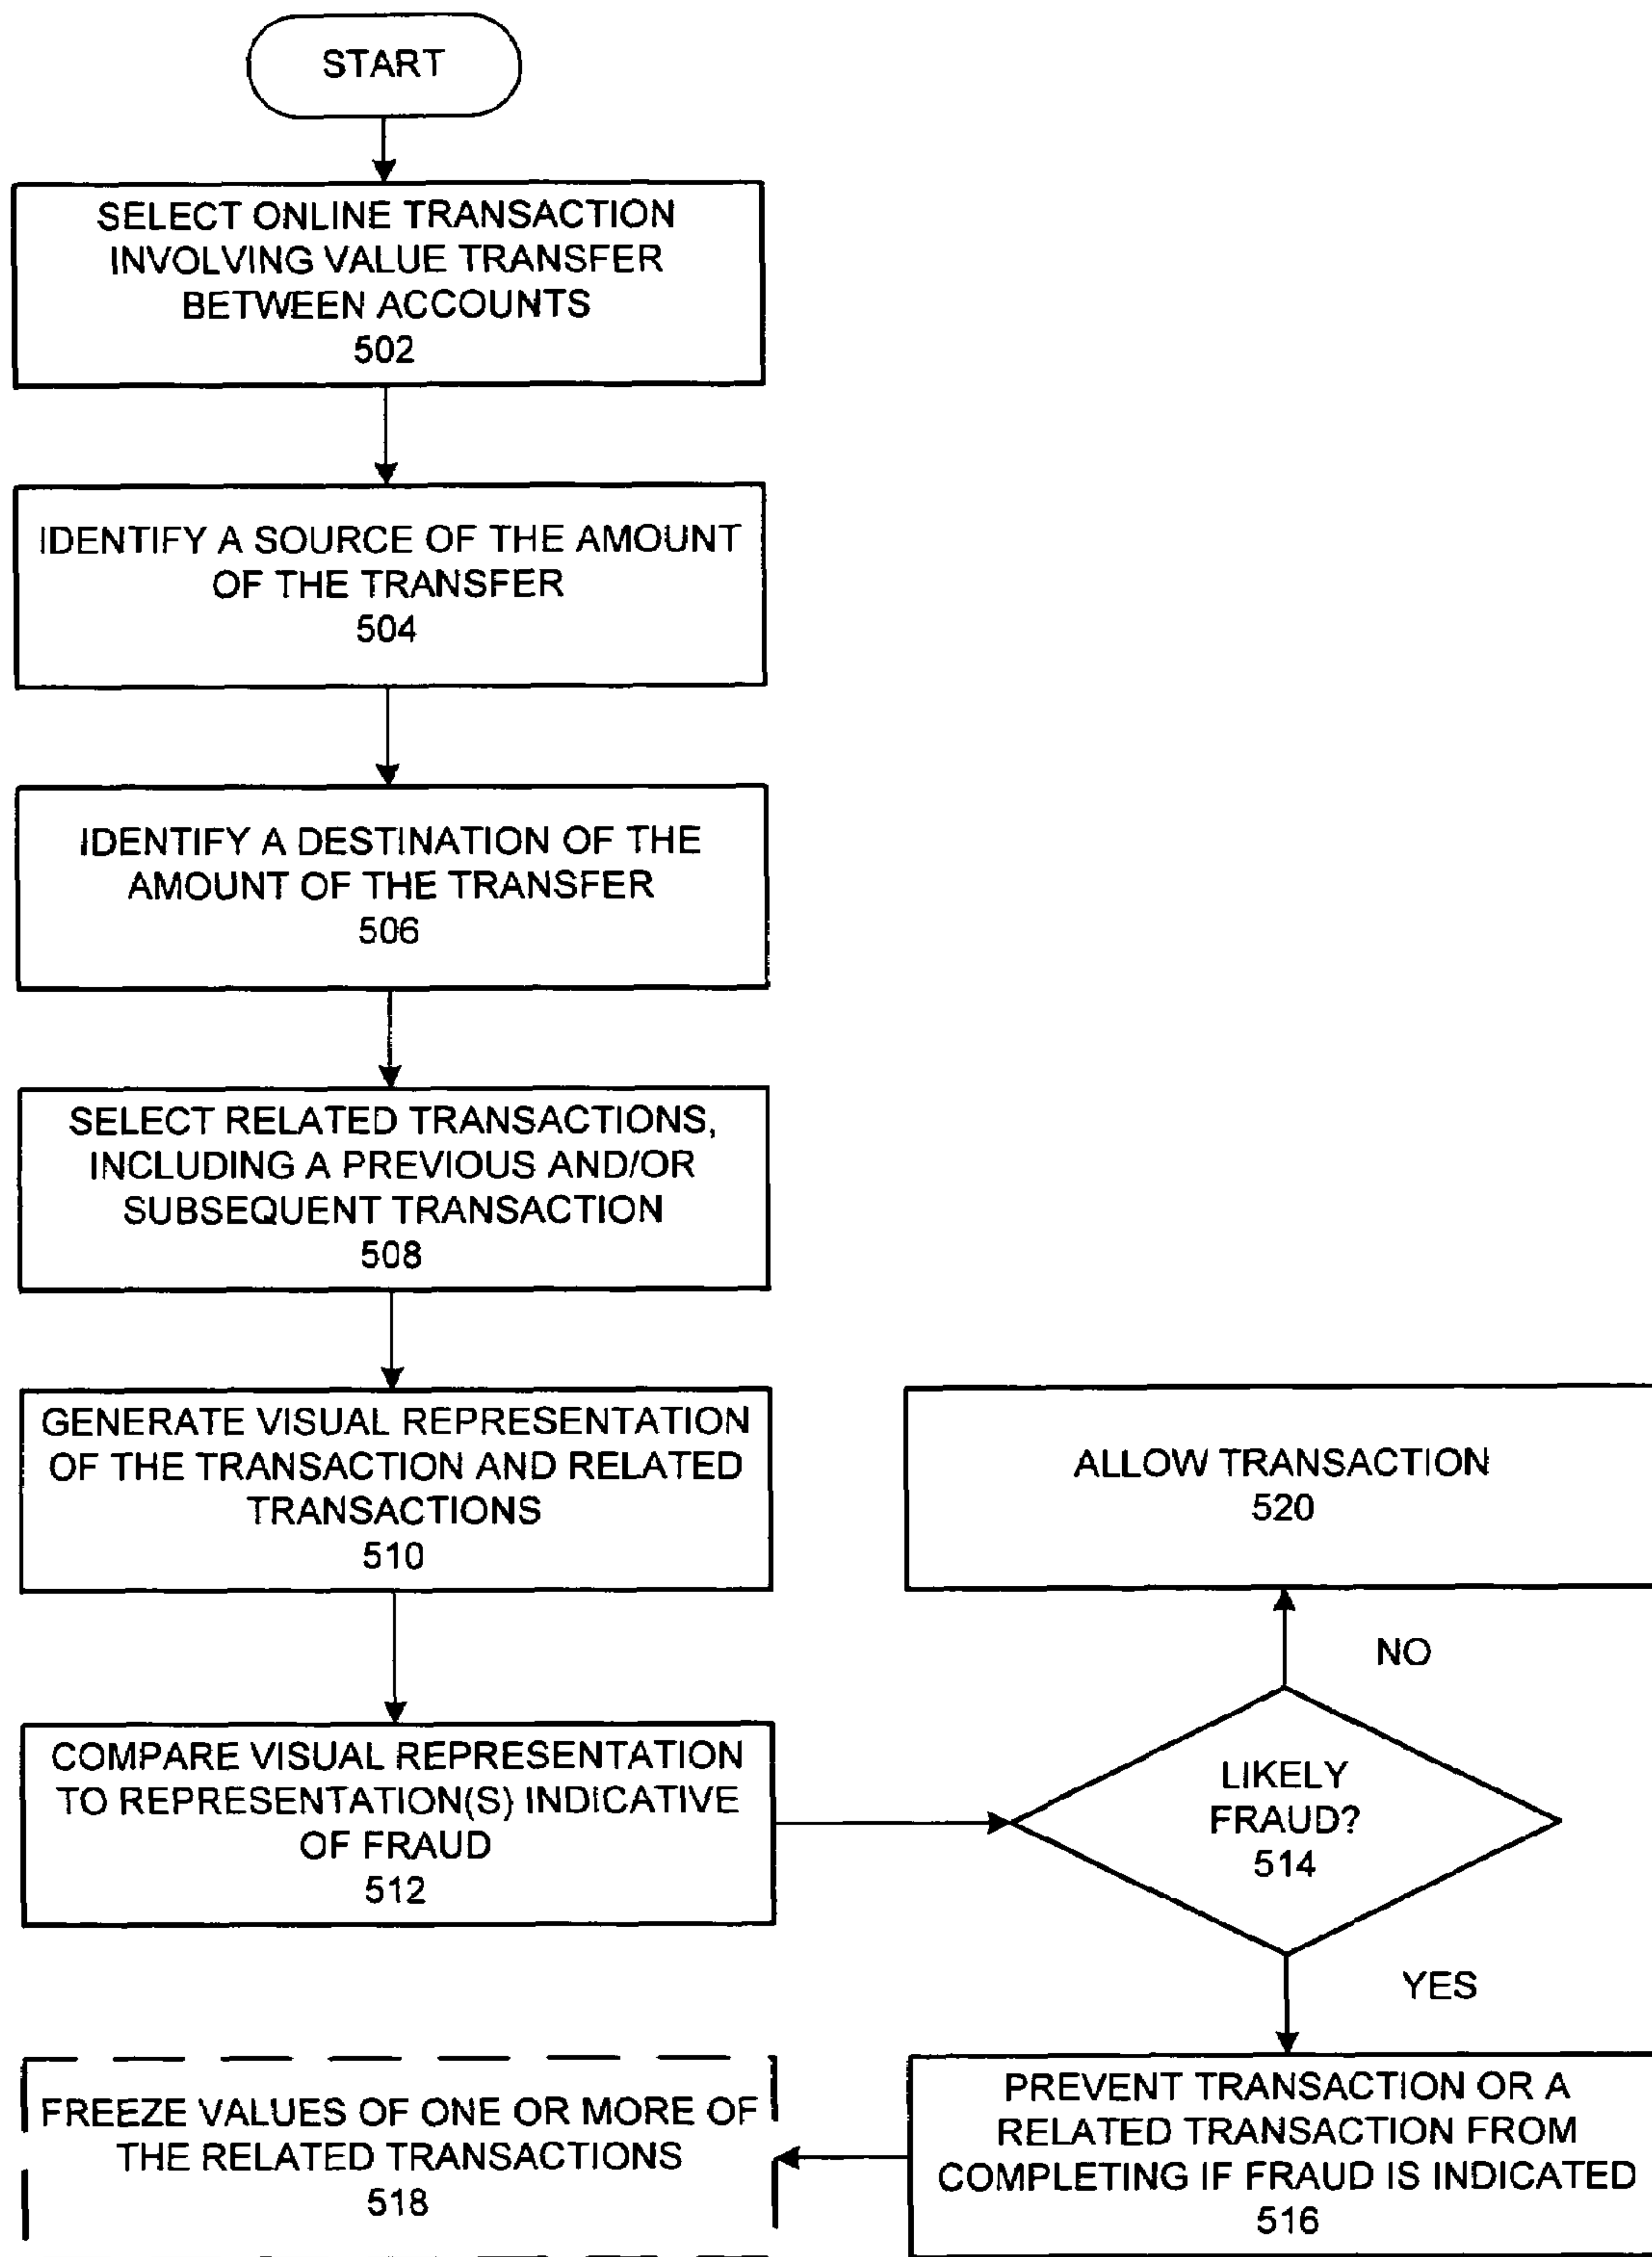 START
SELECT ONLINE TRANSACTION
INVOLVING VALUE TRANSFER
BETWEEN ACCOUNTS
502
IDENTIFY A SOURCE OF THE AMOUNT
OF THE TRANSFER
504
IDENTIFY A DESTINATION OF THE
AMOUNT OF THE TRANSFER
506
SELECT RELATED TRANSACTIONS,
INCLUDING A PREVIOUS AND/OR
SUBSEQUENT TRANSACTION
508
GENERATE VISUAL REPRESENTATION
OF THE TRANSACTION AND RELATED
TRANSACTIONS
510
COMPARE VISUAL REPRESENTATION
TO REPRESENTATION(S) INDICATIVE
OF FRAUD
512
LIKELY
FRAUD?
514
NO
ALLOW TRANSACTION
520
YES
PREVENT TRANSACTION OR A
RELATED TRANSACTION FROM
COMPLETING IF FRAUD IS INDICATED
516
FREEZE VALUES OF ONE OR MORE OF
THE RELATED TRANSACTIONS
518